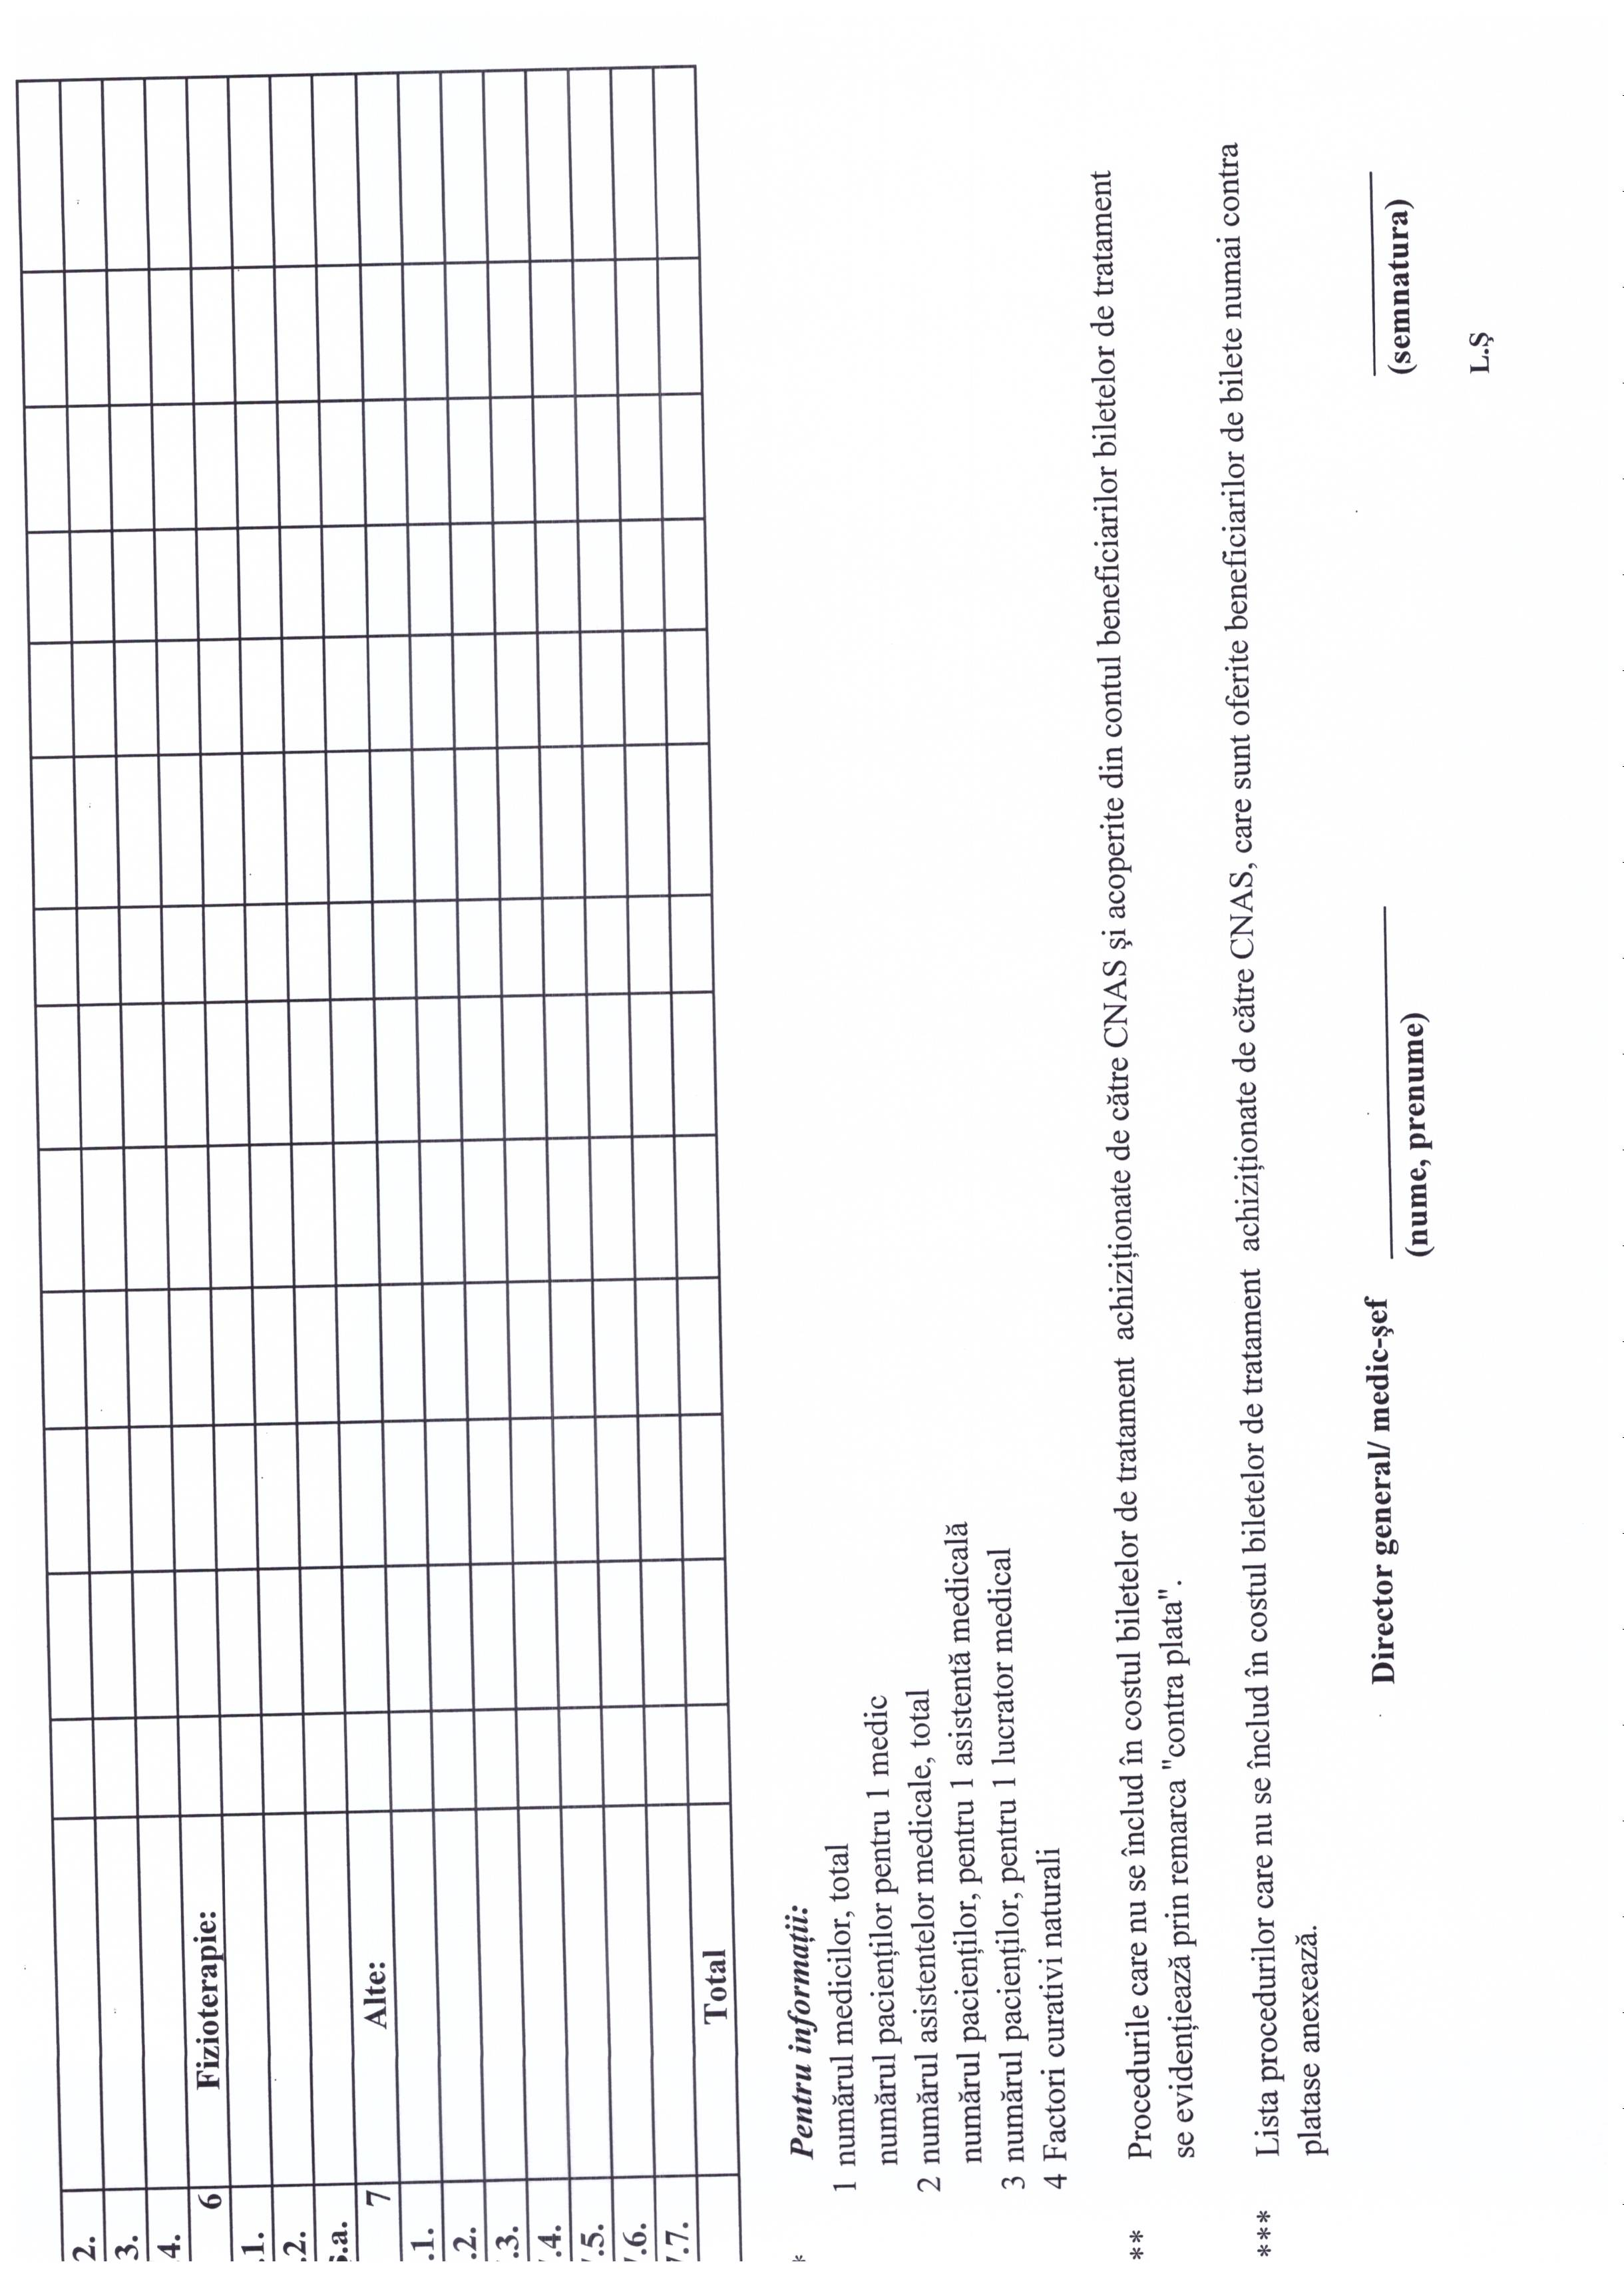 2.
3.
4.
6 Fizioterapie:
.1.
.2.
.a.
7 Alte:
.1.
.2.
.3.
.4.
.5.
.6.
.7.
Total
* Pentru informații:
1 numărul medicilor, total
numărul pacienților pentru 1 medic
2 numărul asistentelor medicale, total
numărul pacienților, pentru 1 asistentă medicală
3 numărul pacienților, pentru 1 lucrator medical
4 Factori curativi naturali
** Procedurile care nu se înclud în costul biletelor de tratament achiziționate de către CNAS și acoperite din contul beneficiarilor biletelor de tratament
se evidențiează prin remarca "contra plata".
*** Lista procedurilor care nu se înclud în costul biletelor de tratament achiziționate de către CNAS, care sunt oferite beneficiarilor de bilete numai contra
platase anexează.
Director general/ medic-şef
(nume, prenume)
(semnatura)
L.Ş